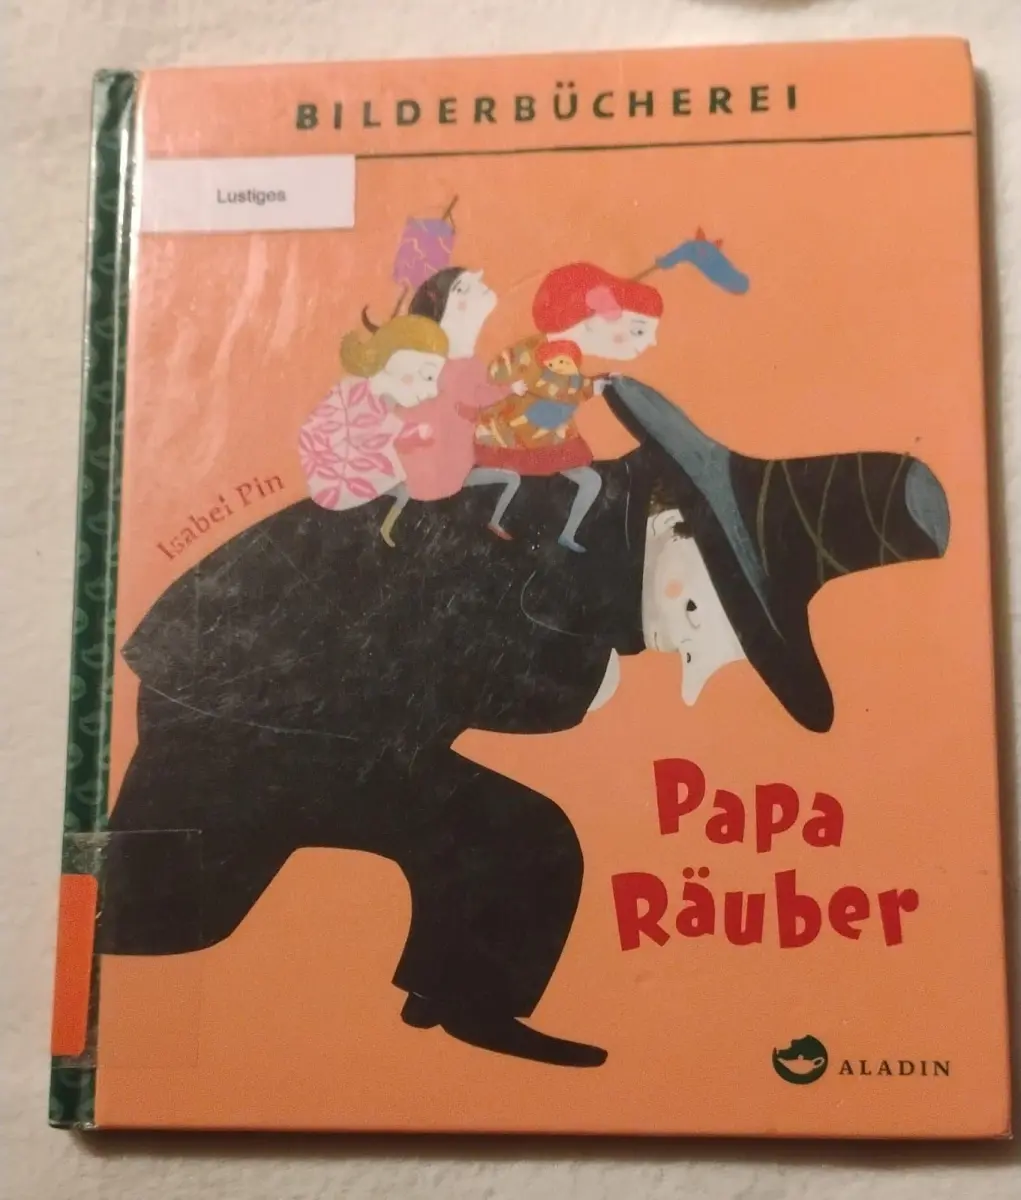 BILDERBÜCHEREI
Lustiges
Isabel Pin
Papa
Räuber
ALADIN